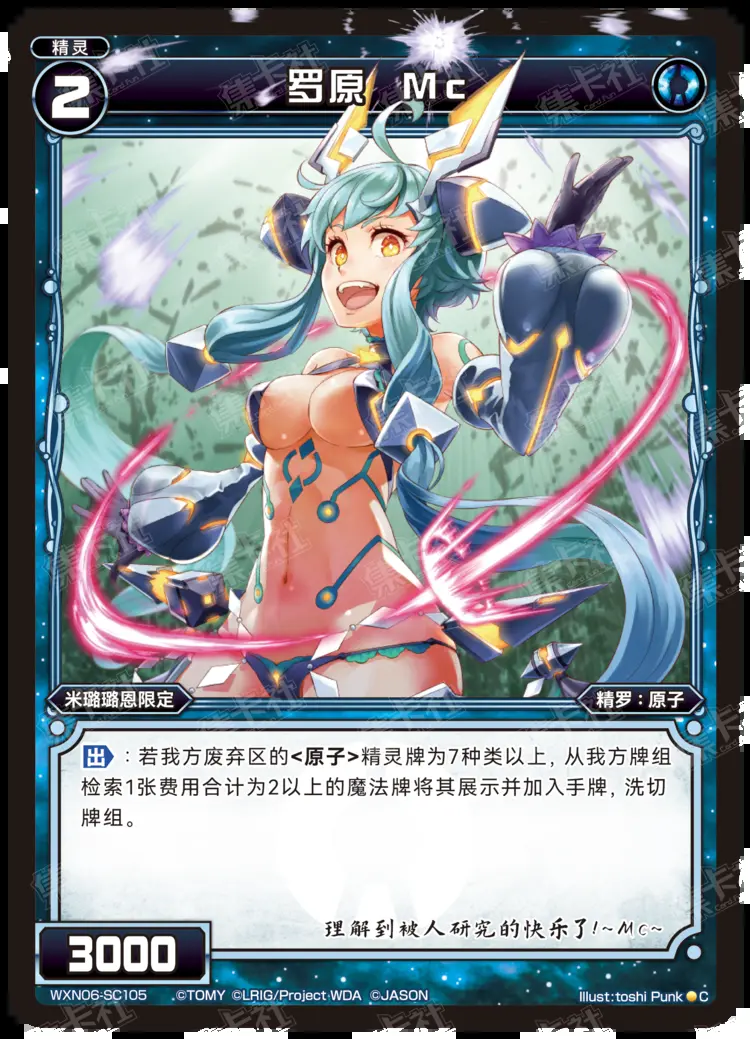 精灵
2
罗原 Mc
米璐璐恩限定
精罗：原子
出：若我方废弃区的<原子>精灵牌为7种类以上，从我方牌组
检索1张费用合计为2以上的魔法牌将其展示并加入手牌，洗切
牌组。
理解到被人研究的快乐了!~Mc~
3000
WXN06-SC105 ©TOMY ©LRIG/Project WDA ©JASON
Illust:toshi Punk C
集卡社